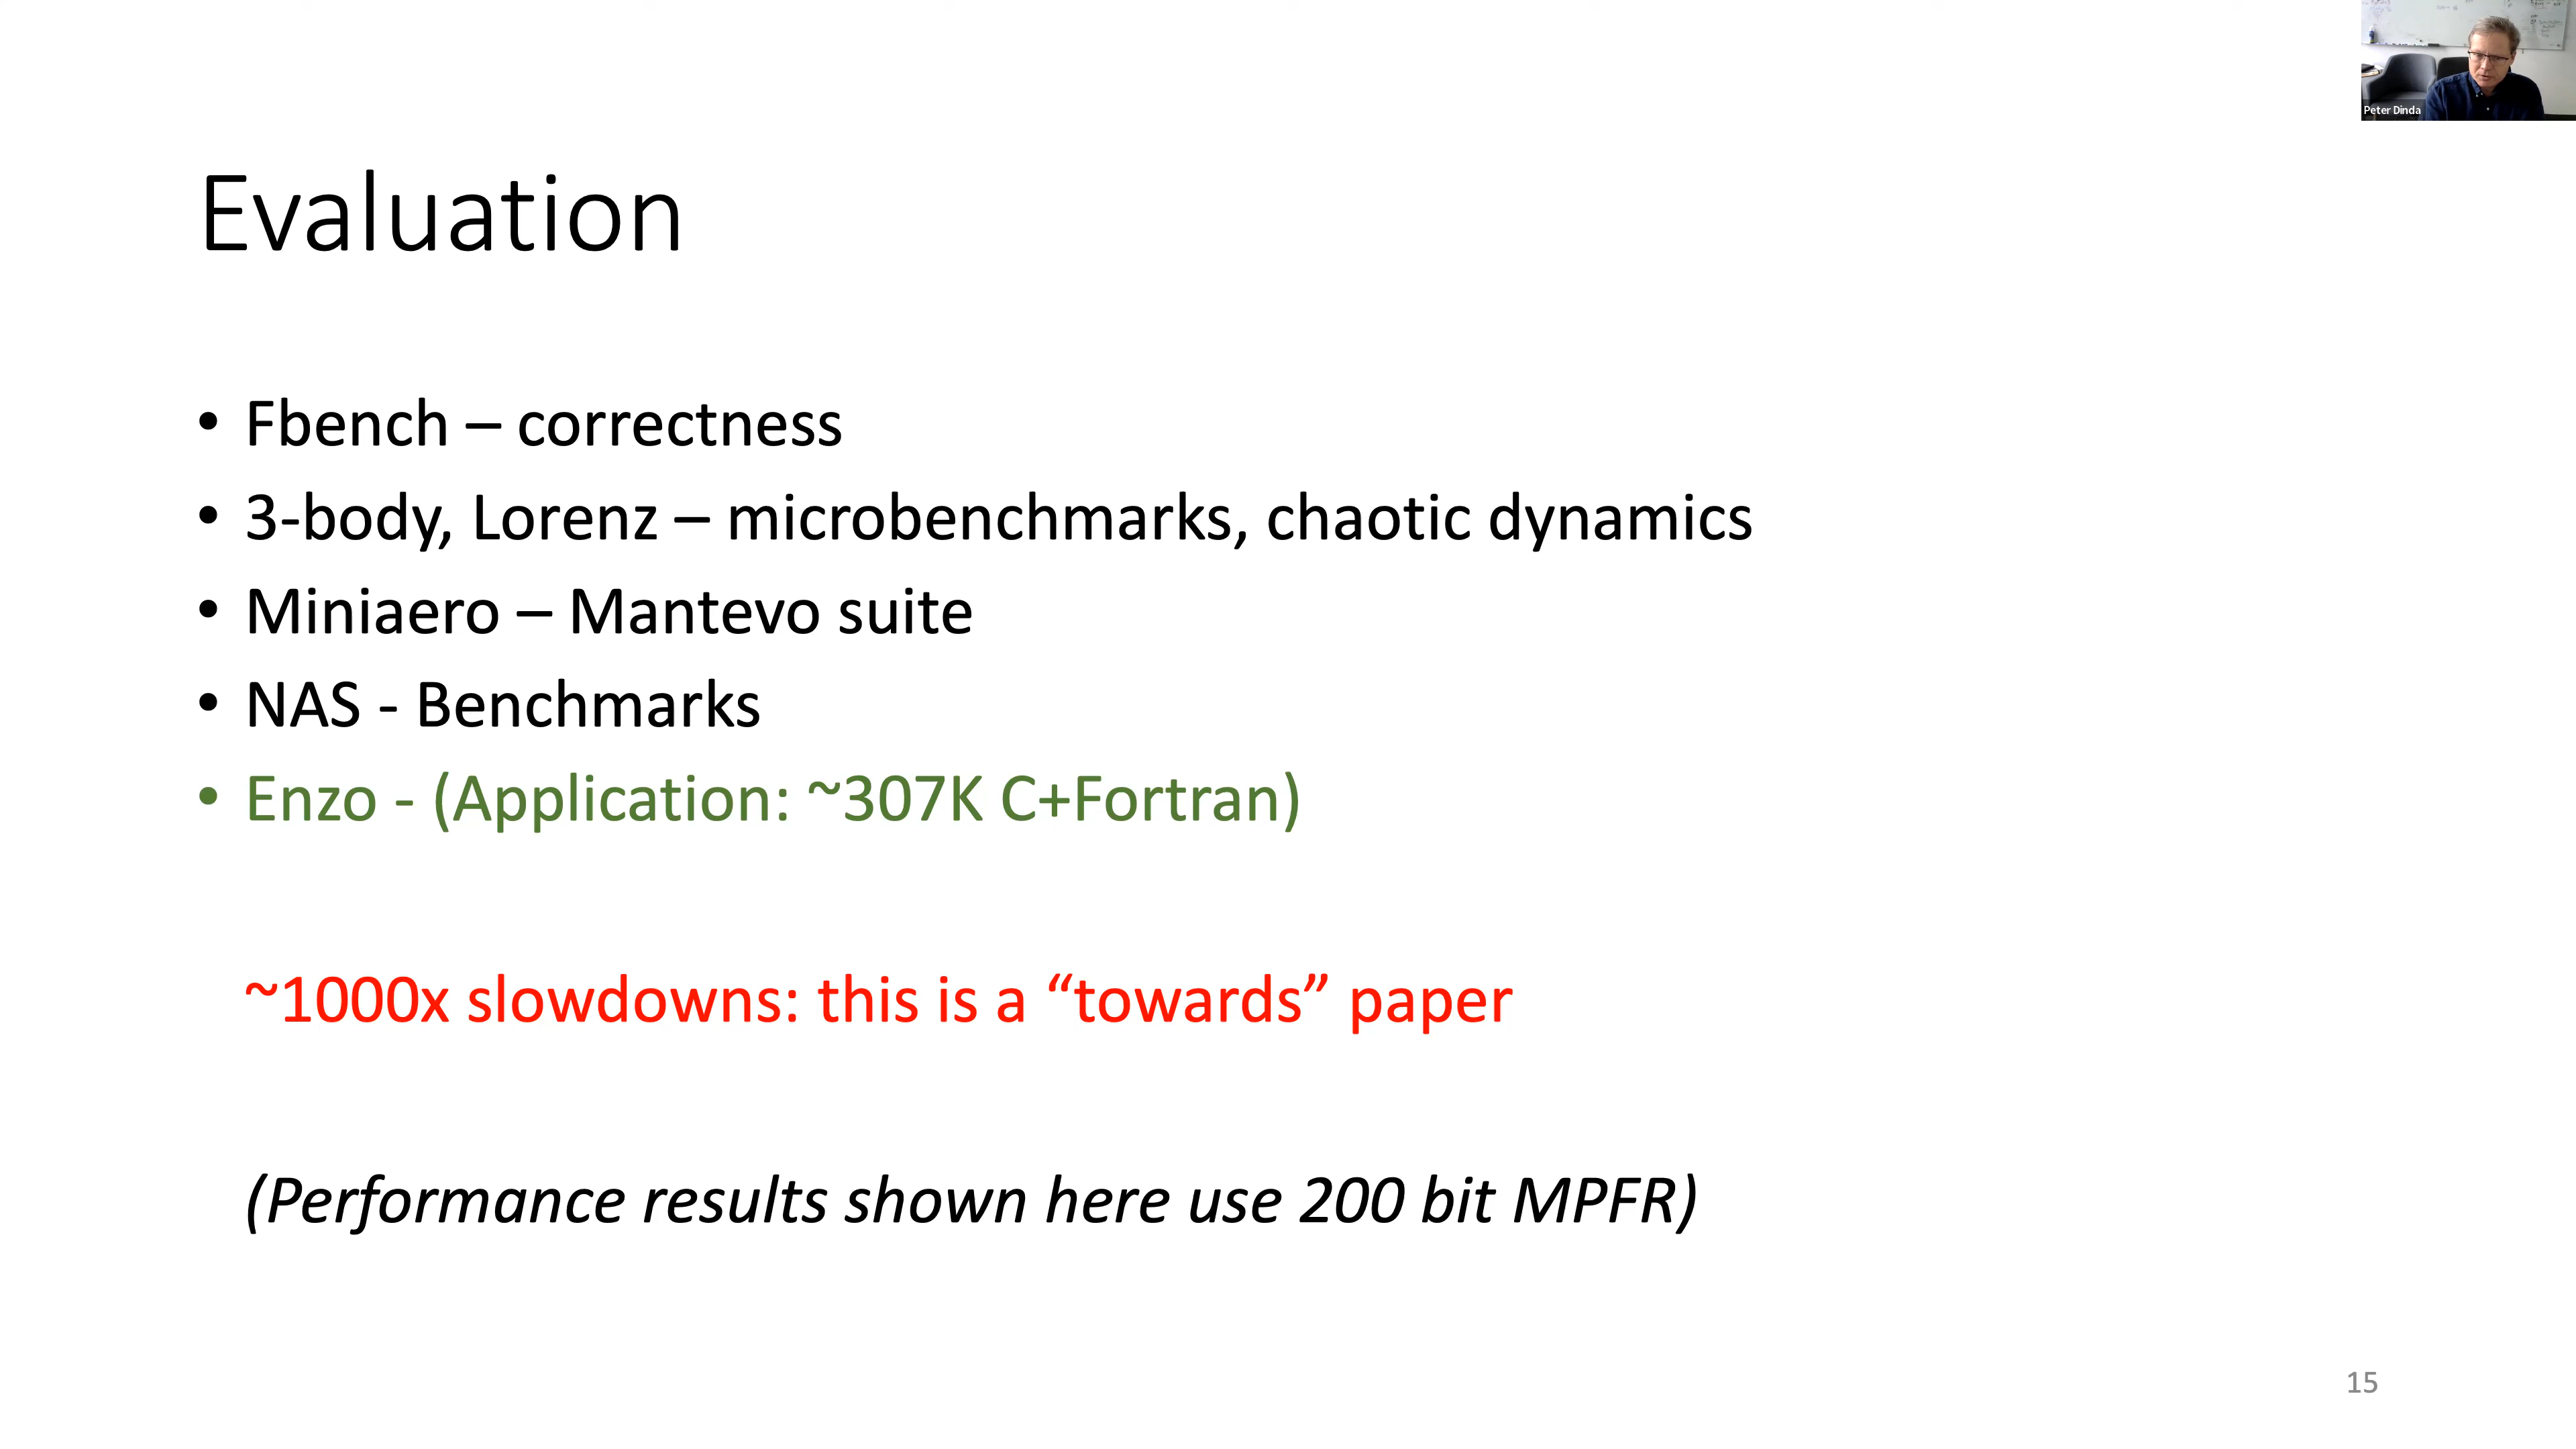 Peter Dinda
Evaluation
• Fbench – correctness
• 3-body, Lorenz – microbenchmarks, chaotic dynamics
• Miniaero – Mantevo suite
• NAS - Benchmarks
• Enzo - (Application: ~307K C+Fortran)
~1000x slowdowns: this is a “towards” paper
(Performance results shown here use 200 bit MPFR)
15